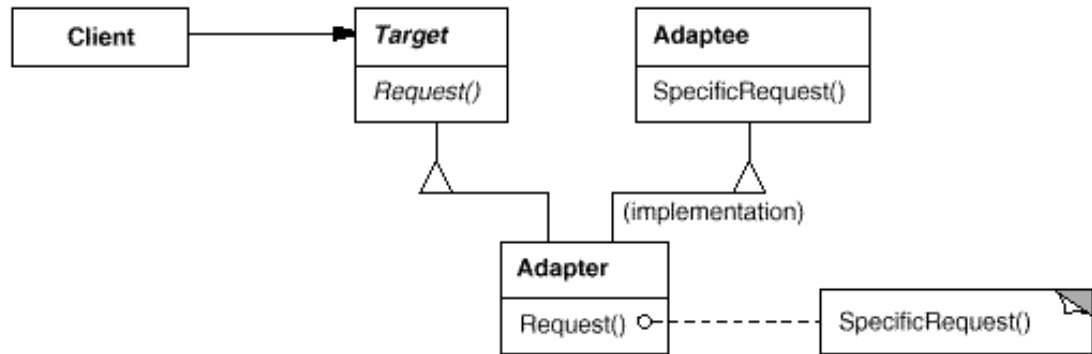 Client
Target
Request()
Adaptee
SpecificRequest()
(implementation)
Adapter
Request()
SpecificRequest()